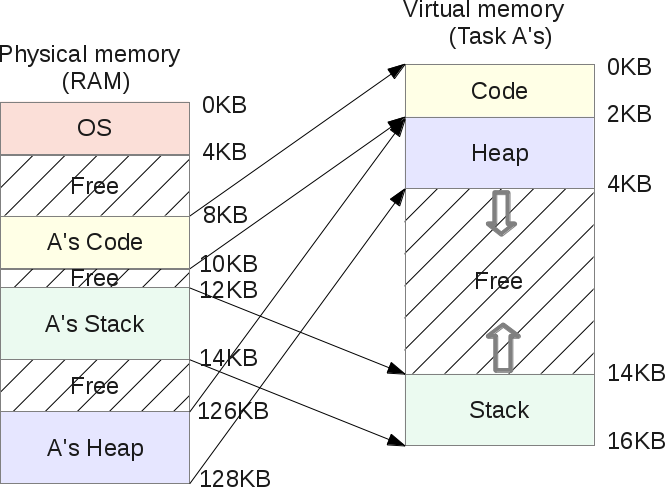 Physical memory
(RAM)
0KB
OS
4KB
Free
8KB
A's Code
10KB
Free
12KB
A's Stack
14KB
Free
126KB
A's Heap
128KB
Virtual memory
(Task A's)
0KB
Code
2KB
Heap
4KB
Free
14KB
Stack
16KB